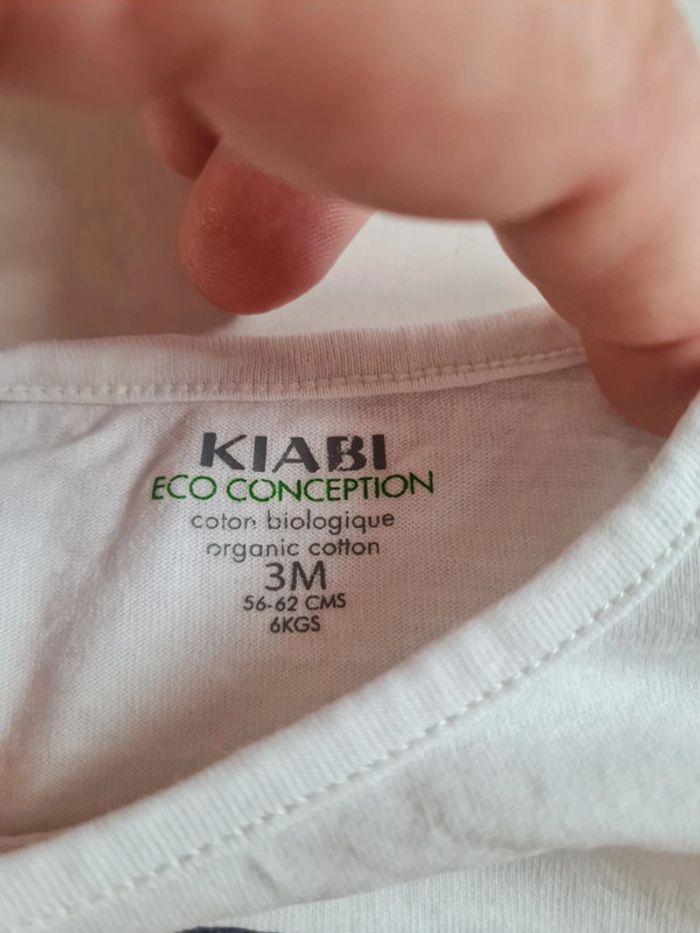 KIABI
ECO CONCEPTION
coton biologique
organic cotton
3M
56-62 CMS
6KGS